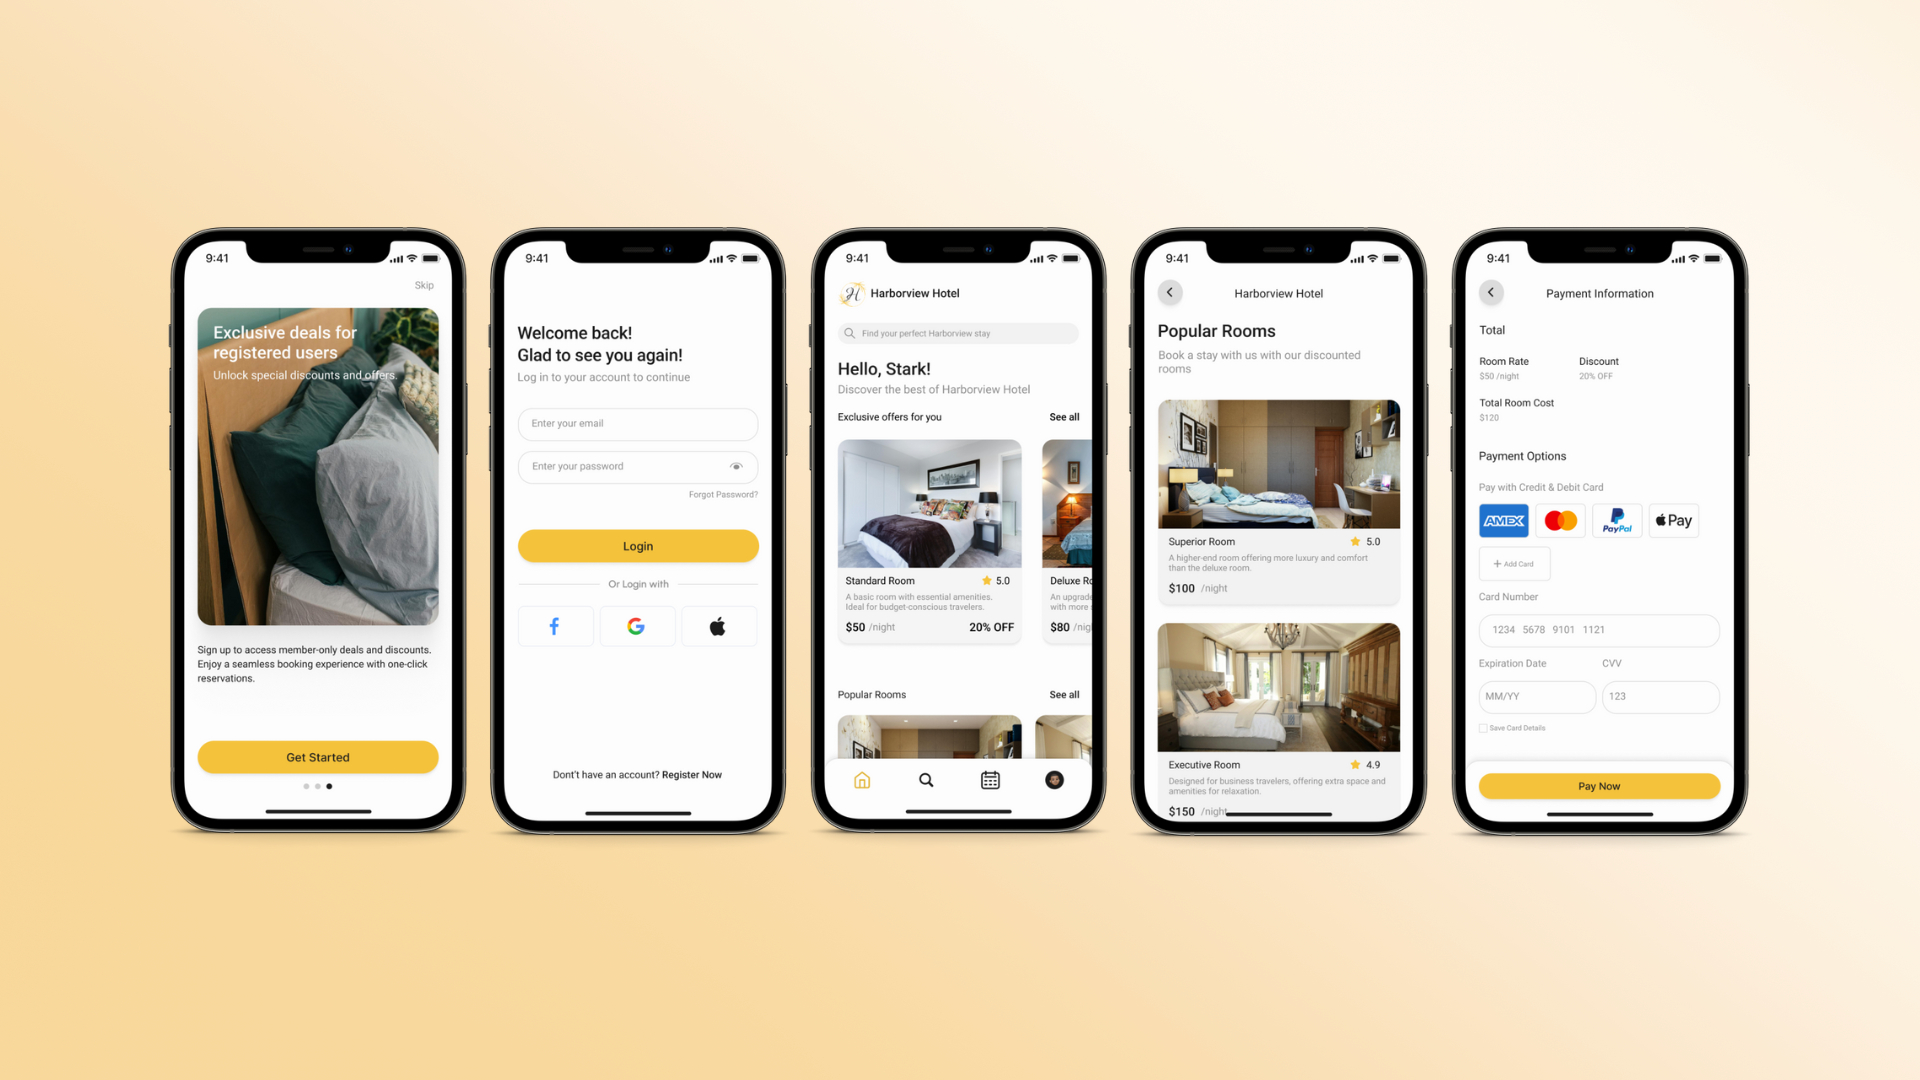 9:41
Skip
Exclusive deals for
registered users
Unlock special discounts and offers.
Sign up to access member-only deals and discounts.
Enjoy a seamless booking experience with one-click
reservations.
Get Started
9:41
Welcome back!
Glad to see you again!
Log in to your account to continue
Enter your email
Enter your password
Forgot Password?
Login
Or Login with
f
G
Dont't have an account? Register Now
9:41
H
Harborview Hotel
Find your perfect Harborview stay
Hello, Stark!
Discover the best of Harborview Hotel
Exclusive offers for you See all
Standard Room 5.0
A basic room with essential amenities.
Ideal for budget-conscious travelers.
$50 /night 20% OFF
Deluxe Ro
An upgrade
with more
$80 /nig
Popular Rooms See all
9:41
Harborview Hotel
Popular Rooms
Book a stay with us with our discounted
rooms
Superior Room 5.0
A higher-end room offering more luxury and comfort
than the deluxe room.
$100 /night
Executive Room 4.9
Designed for business travelers, offering extra space and
amenities for relaxation.
$150 /night
9:41
Payment Information
Total
Room Rate Discount
$50 /night 20% OFF
Total Room Cost
$120
Payment Options
Pay with Credit & Debit Card
AMEX PayPal Pay
+ Add Card
Card Number
1234 5678 9101 1121
Expiration Date CVV
MM/YY 123
Save Card Details
Pay Now